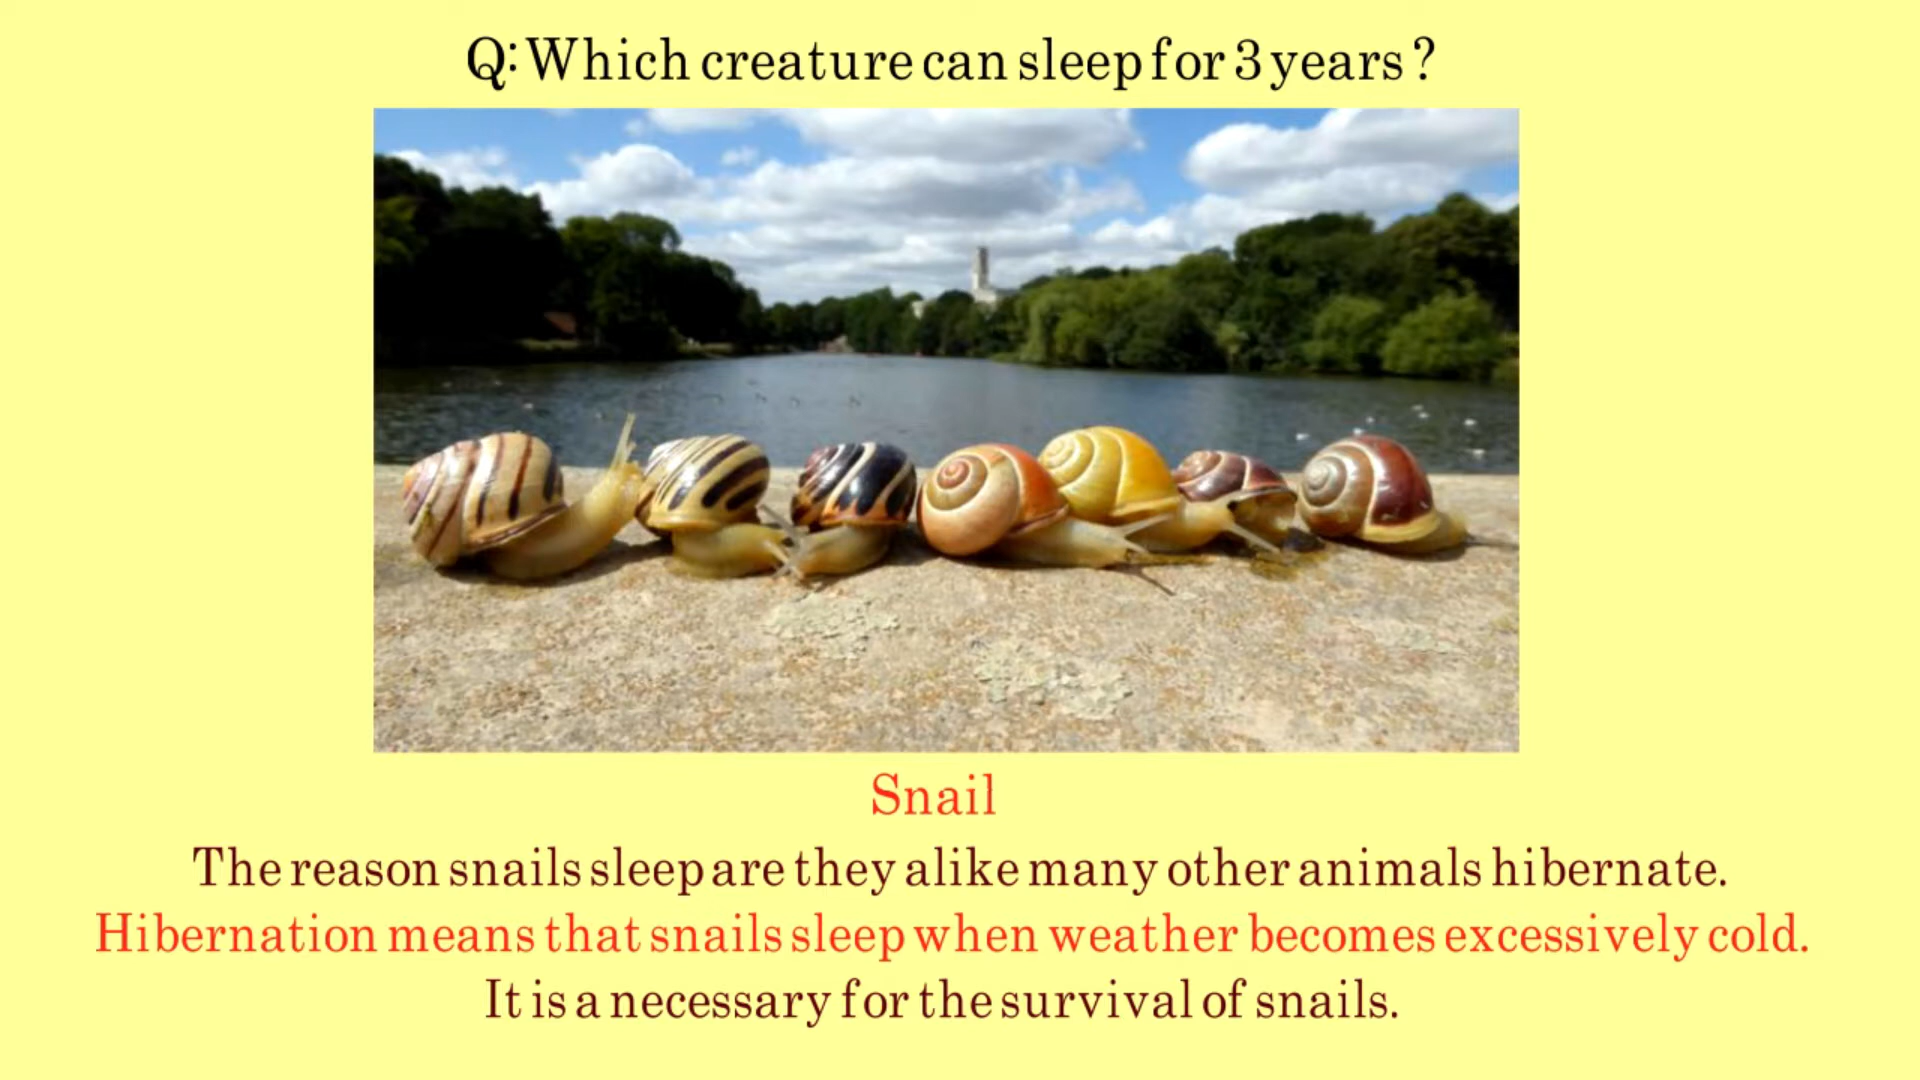 Q: Which creature can sleep for 3 years ?
Snail
The reason snails sleep are they alike many other animals hibernate.
Hibernation means that snails sleep when weather becomes excessively cold.
It is a necessary for the survival of snails.